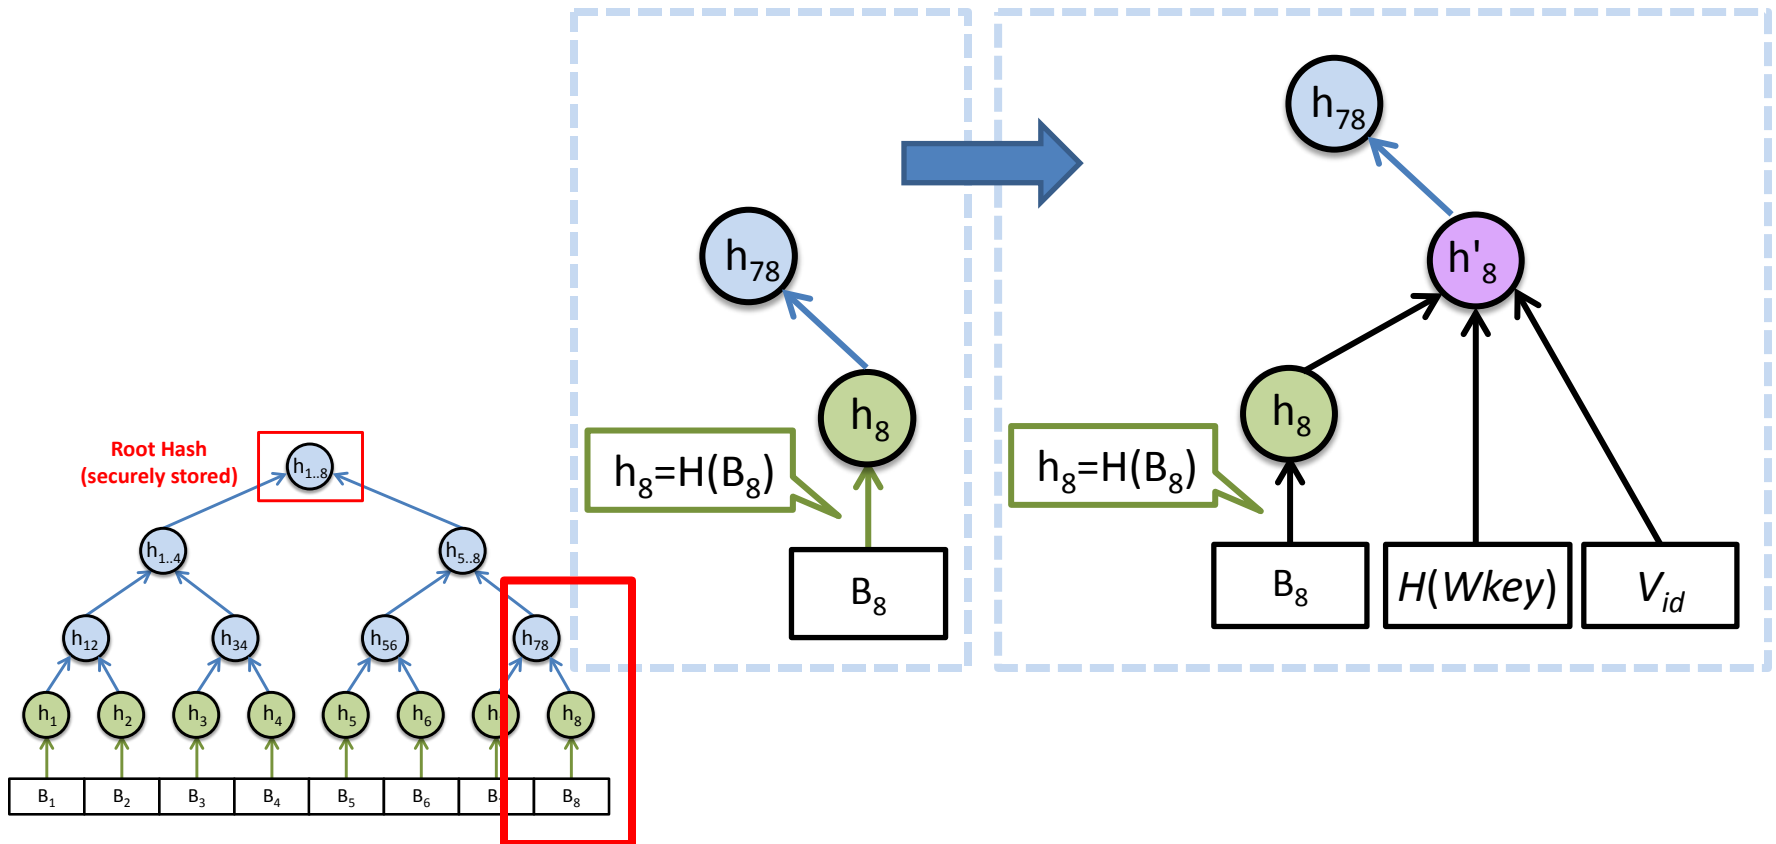 Root Hash
(securely stored)
h1..8
h1..4
h5..8
h12
h34
h56
h78
h1
h2
h3
h4
h5
h6
h
h8
B1
B2
B3
B4
B5
B6
B
B8
h78
h8
h8=H(B8)
B8
h78
h'8
h8
h8=H(B8)
B8
H(Wkey)
Vid